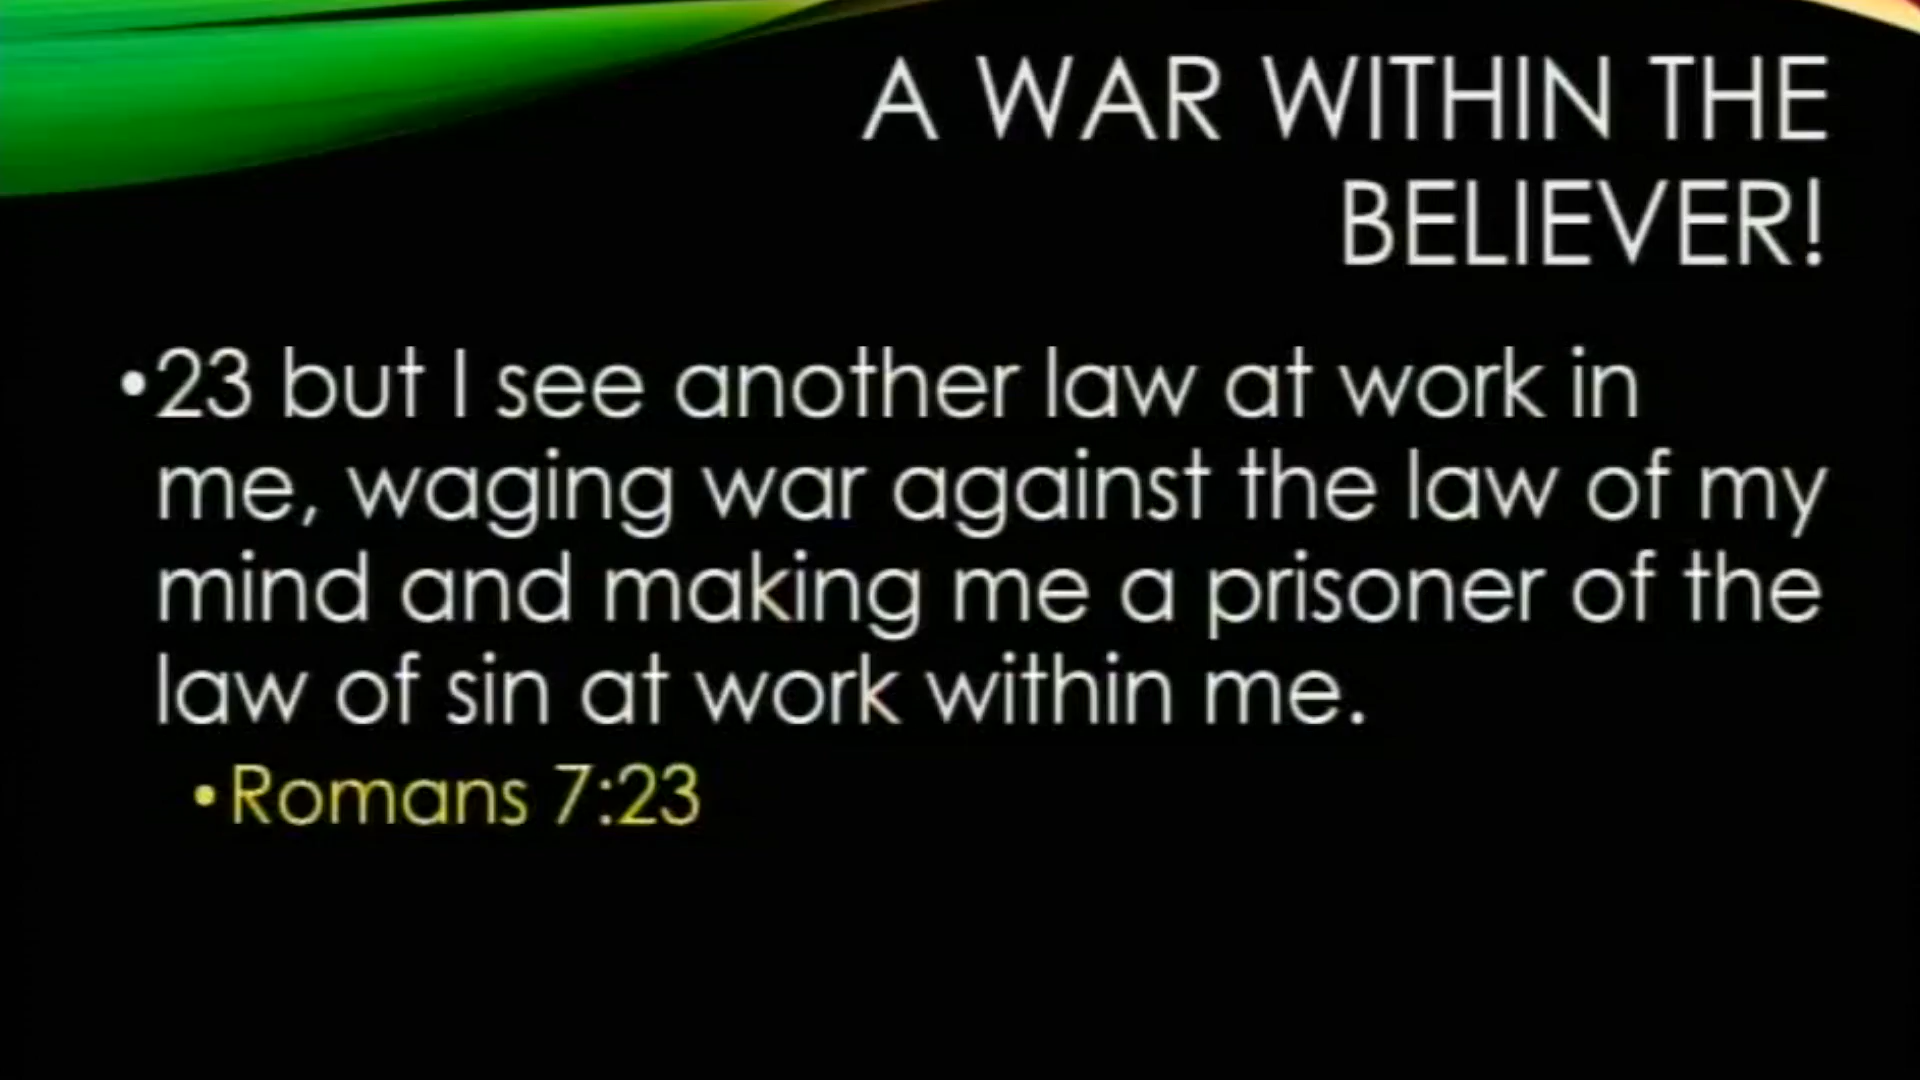 A WAR WITHIN THE
BELIEVER!
•23 but I see another law at work in
me, waging war against the law of my
mind and making me a prisoner of the
law of sin at work within me.
•Romans 7:23